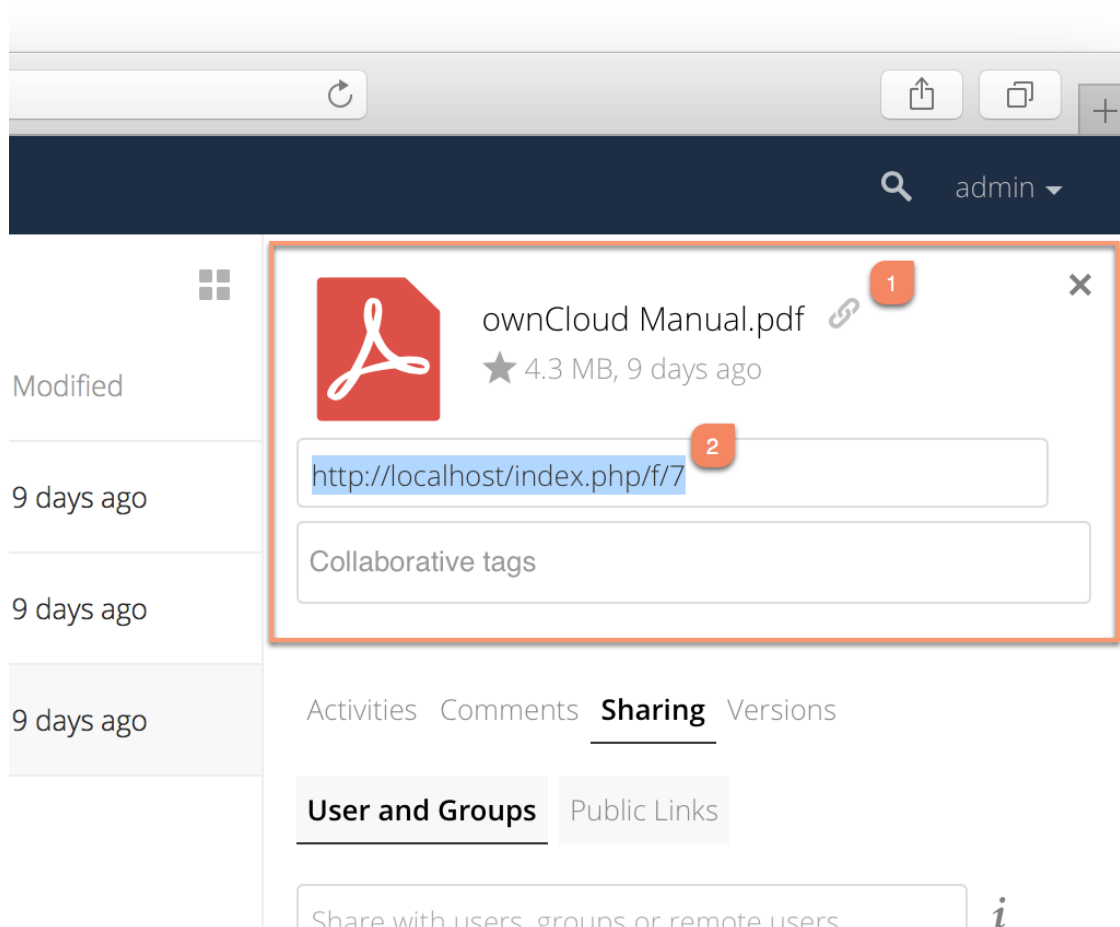 admin
1
ownCloud Manual.pdf
4.3 MB, 9 days ago
Modified
2
http://localhost/index.php/f/7
9 days ago
Collaborative tags
9 days ago
9 days ago
Activities Comments Sharing Versions
User and Groups Public Links
Share with users, groups or remote users
i